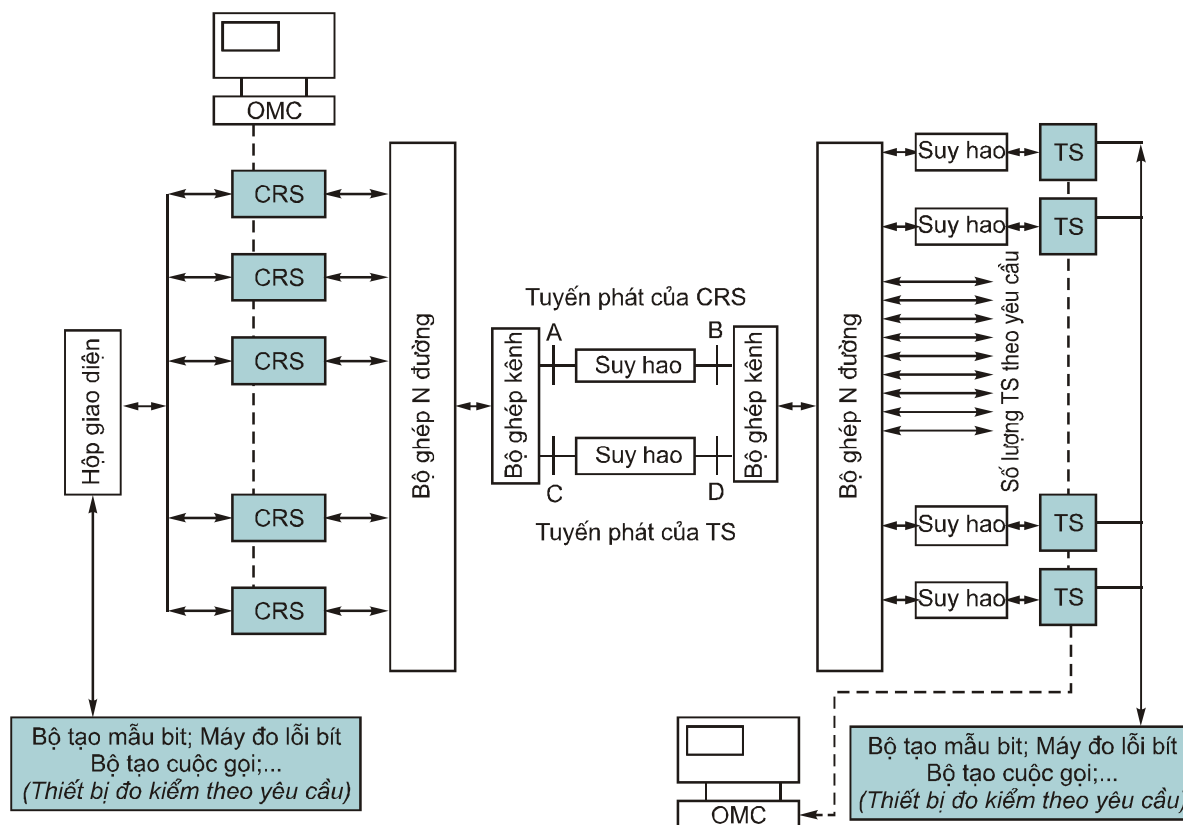 OMC
CRS
CRS
CRS
CRS
CRS
Hộp giao diện
Bộ ghép N đường
Tuyến phát của CRS
A
B
Bộ ghép kênh
Suy hao
Suy hao
Bộ ghép kênh
C
D
Tuyến phát của TS
Bộ ghép N đường
Suy hao
TS
Suy hao
TS
Số lượng TS theo yêu cầu
Suy hao
TS
Suy hao
TS
Bộ tạo mẫu bit; Máy đo lỗi bít
Bộ tạo cuộc gọi;...
(Thiết bị đo kiểm theo yêu cầu)
OMC
Bộ tạo mẫu bit; Máy đo lỗi bít
Bộ tạo cuộc gọi;...
(Thiết bị đo kiểm theo yêu cầu)